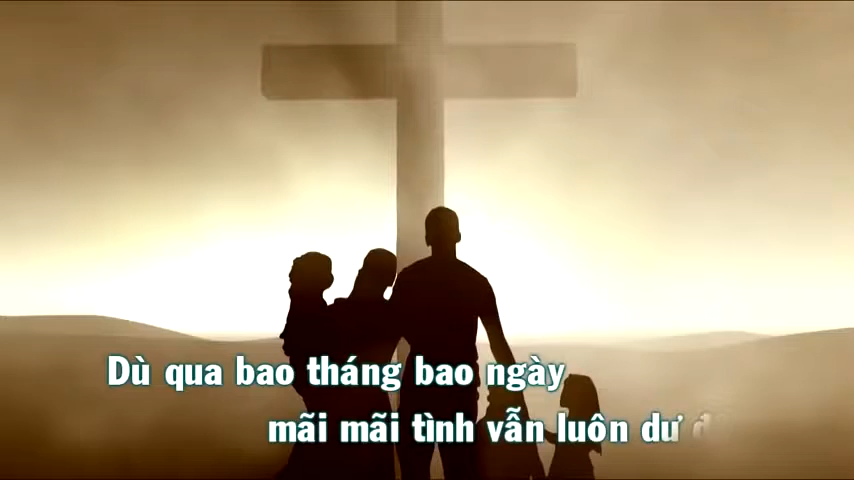 Dù qua bao tháng bao ngày
mãi mãi tình vẫn luôn dư